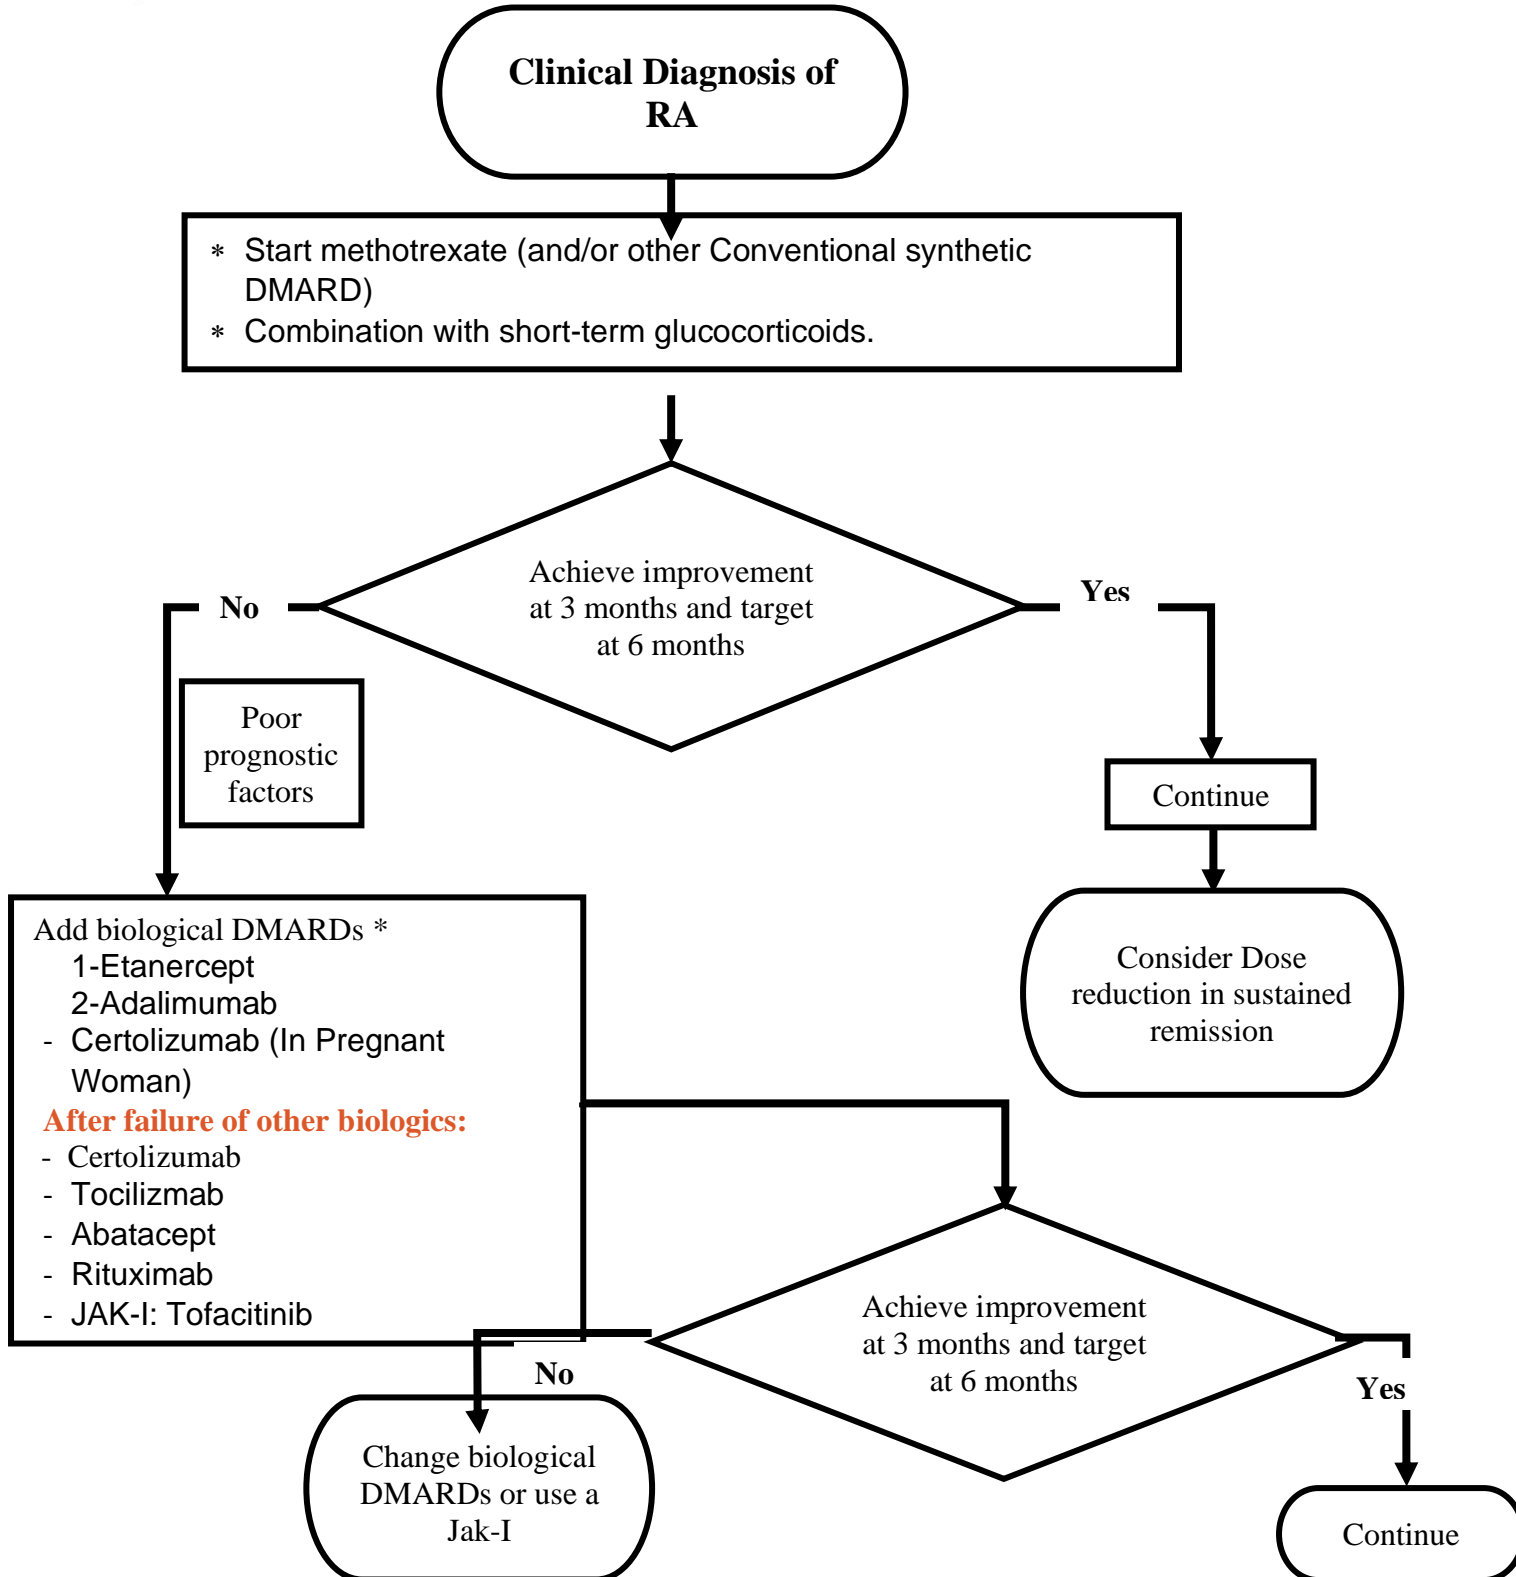 Clinical Diagnosis of
RA
* Start methotrexate (and/or other Conventional synthetic
DMARD)
* Combination with short-term glucocorticoids.
Achieve improvement
at 3 months and target
at 6 months
No
Yes
Poor
prognostic
factors
Continue
Consider Dose
reduction in sustained
remission
Add biological DMARDs *
1-Etanercept
2-Adalimumab
- Certolizumab (In Pregnant
Woman)
After failure of other biologics:
- Certolizumab
- Tocilizmab
- Abatacept
- Rituximab
- JAK-I: Tofacitinib
Achieve improvement
at 3 months and target
at 6 months
No
Yes
Change biological
DMARDs or use a
Jak-I
Continue